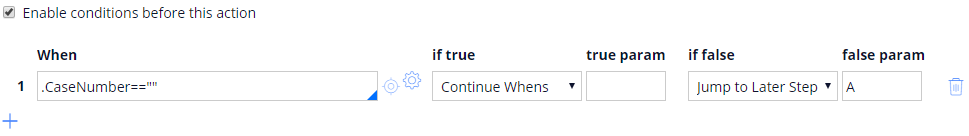 Enable conditions before this action
When if true true param if false false param
1 .CaseNumber=="" Continue Whens Jump to Later Step A